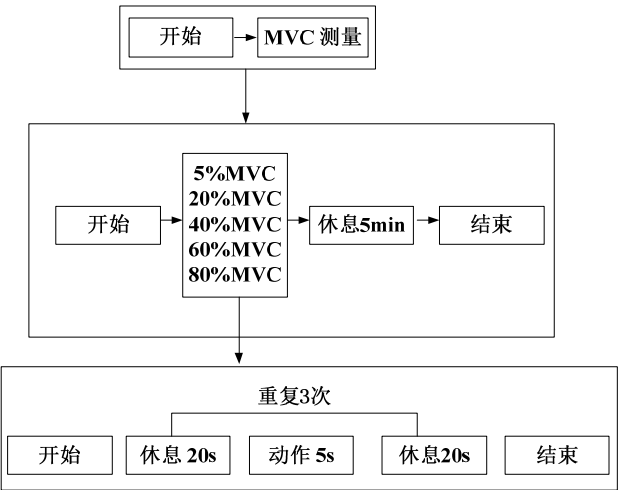 开始
MVC 测量
开始
5%MVC
20%MVC
40%MVC
60%MVC
80%MVC
休息5min
结束
重复3次
开始
休息 20s
动作 5s
休息20s
结束